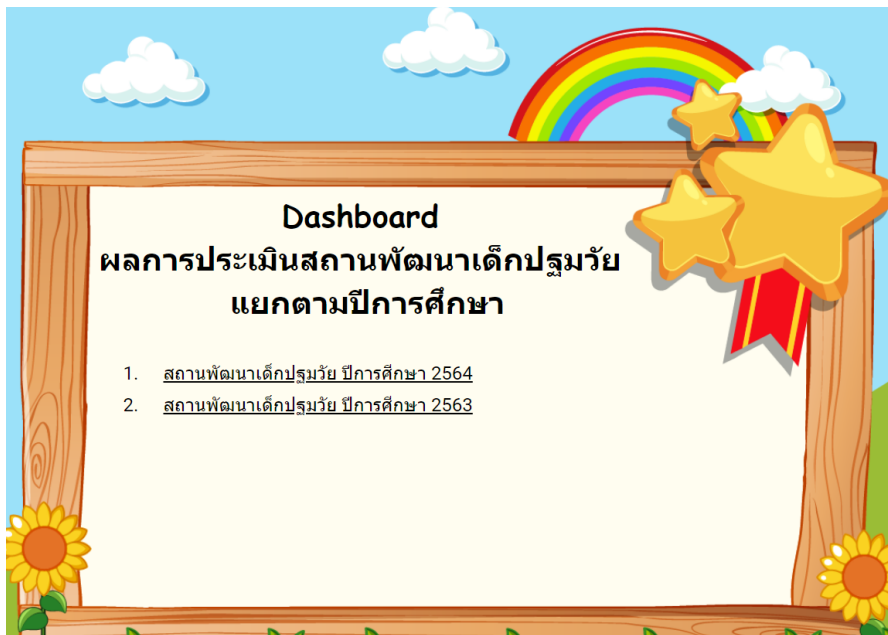 Dashboard
ผลการประเมินสถานพัฒนาเด็กปฐมวัย
แยกตามปีการศึกษา
1. สถานพัฒนาเด็กปฐมวัย ปีการศึกษา 2564
2. สถานพัฒนาเด็กปฐมวัย ปีการศึกษา 2563